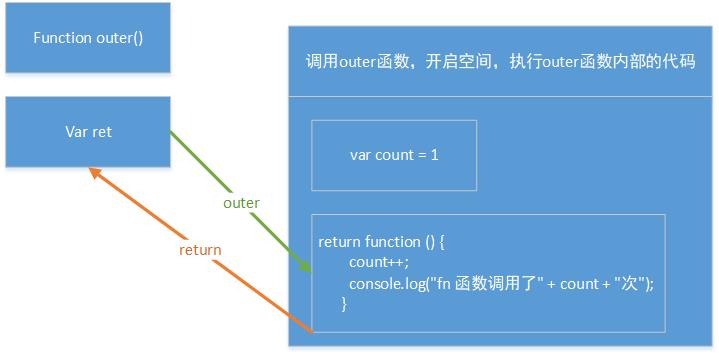 Function outer()
Var ret
outer
return
调用outer函数，开启空间，执行outer函数内部的代码
var count = 1
return function () {
count++;
console.log("fn 函数调用了" + count + "次");
}